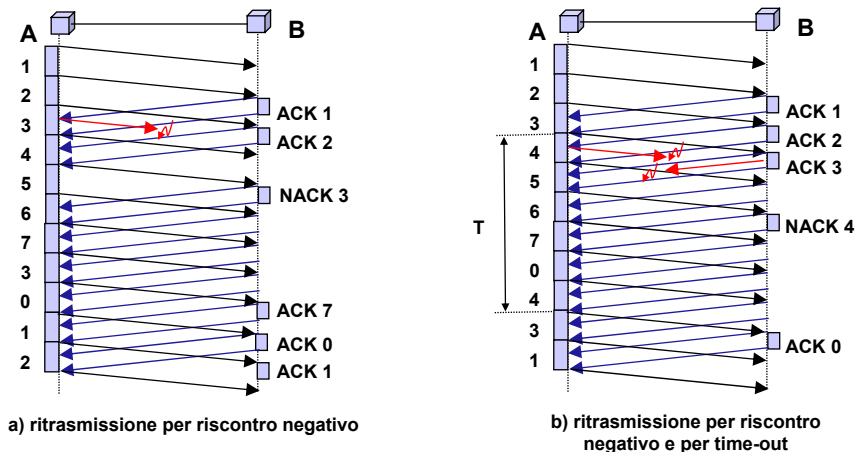 A
B
1
2
3
4
5
6
7
3
0
1
2
ACK 1
ACK 2
NACK 3
ACK 7
ACK 0
ACK 1
a) ritrasmissione per riscontro negativo
A
B
1
2
3
4
5
6
7
0
4
3
1
T
ACK 1
ACK 2
ACK 3
NACK 4
ACK 0
b) ritrasmissione per riscontro
negativo e per time-out